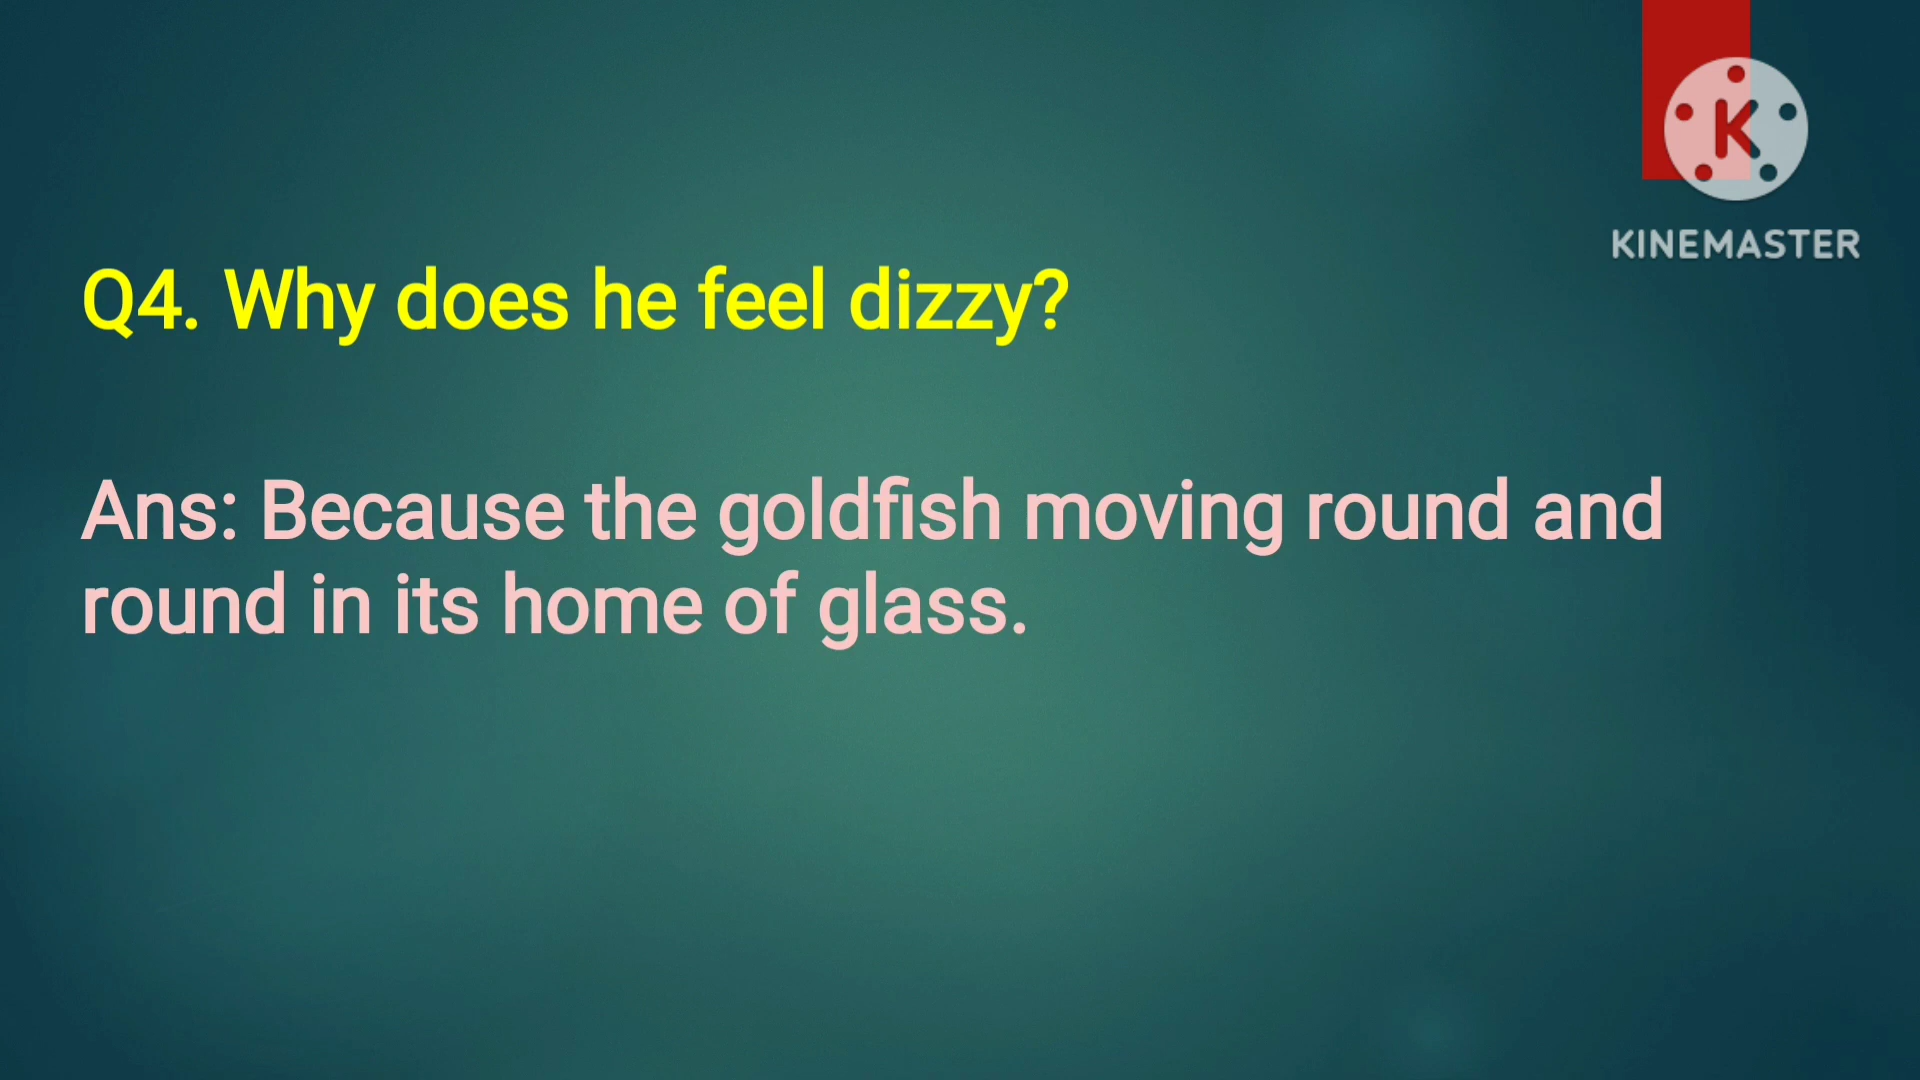 K
KINEMASTER
Q4. Why does he feel dizzy?
Ans: Because the goldfish moving round and
round in its home of glass.